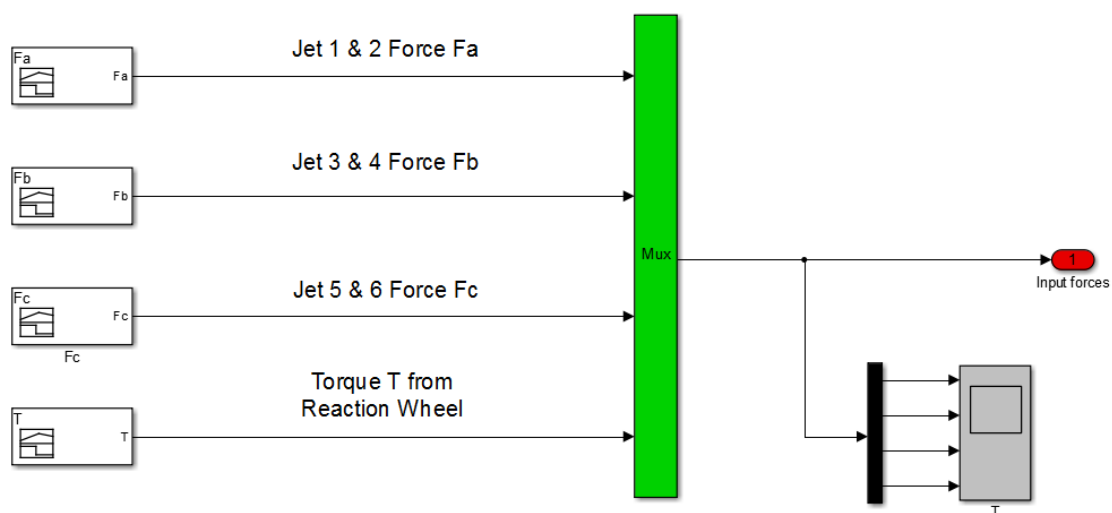 Fa
Fa
Jet 1 & 2 Force Fa
Fb
Fb
Jet 3 & 4 Force Fb
Mux
1
Input forces
Fc
Fc
Fc
Jet 5 & 6 Force Fc
Torque T from
Reaction Wheel
T
T
T